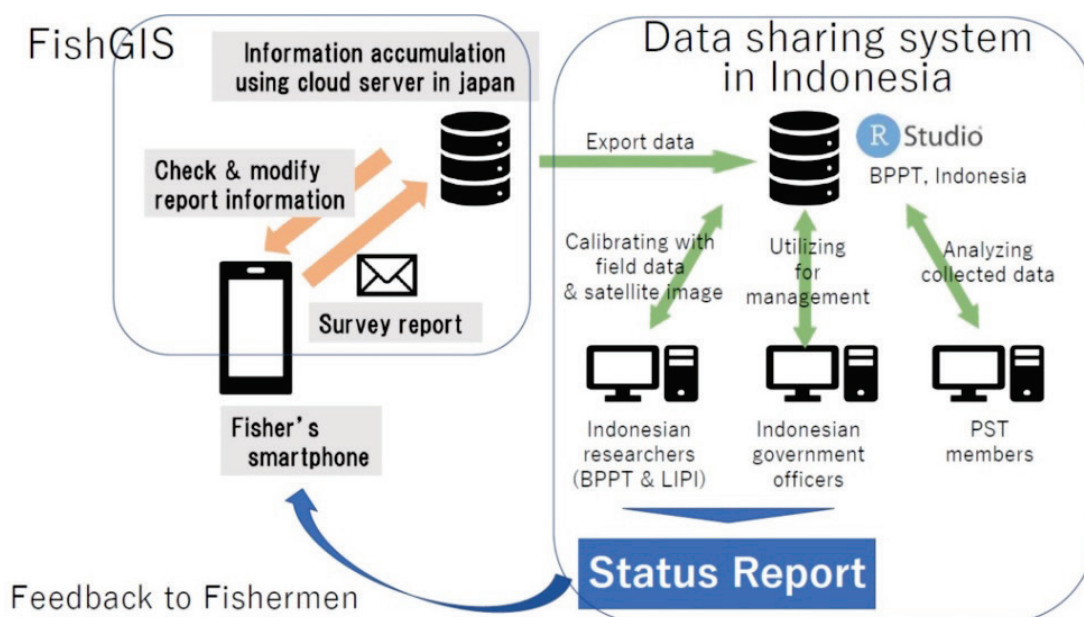 FishGIS
Information accumulation
using cloud server in japan
Check & modify
report information
Survey report
Fisher's
smartphone
Data sharing system
in Indonesia
Export data
R Studio
BPPT, Indonesia
Calibrating with
field data
& satellite image
Utilizing
for
management
Analyzing
collected data
Indonesian
researchers
(BPPT & LIPI)
Indonesian
government
officers
PST
members
Status Report
Feedback to Fishermen